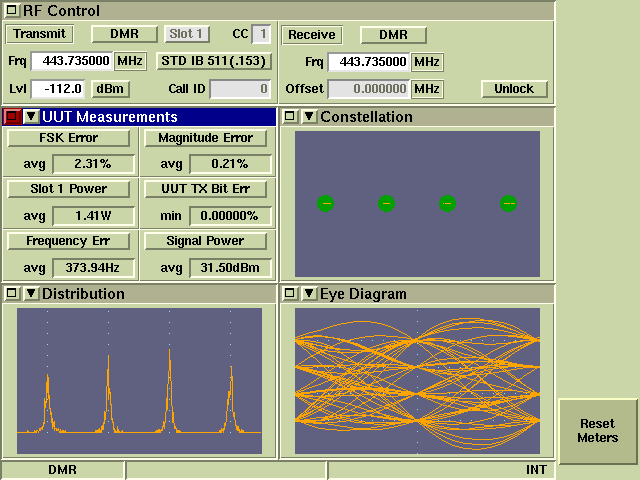 RF Control
Transmit DMR Slot 1 CC 1
Frq 443.735000 MHz STD IB 511(.153)
Lvl -112.0 dBm Call ID 0
Receive DMR
Frq 443.735000 MHz
Offset 0.000000 MHz Unlock
UUT Measurements
FSK Error Magnitude Error
avg 2.31% avg 0.21%
Slot 1 Power UUT TX Bit Err
avg 1.41W min 0.00000%
Frequency Err Signal Power
avg 373.94Hz avg 31.50dBm
Constellation
Distribution
Eye Diagram
Reset
Meters
DMR INT